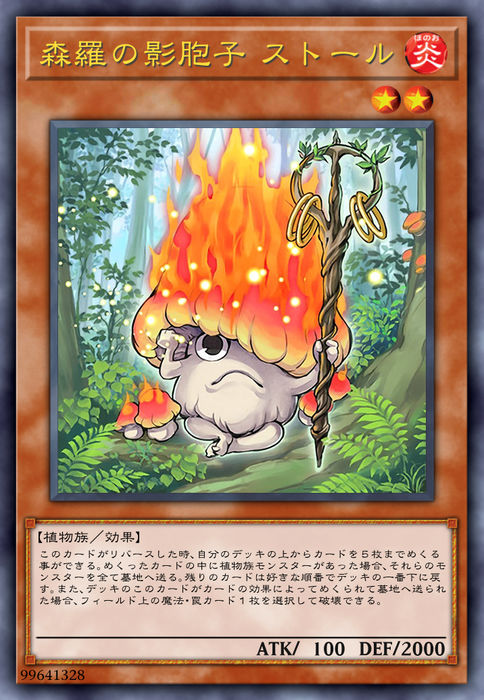 森羅の影胞子 ストール
ほのお
炎
【植物族／効果】
このカードがリバースした時、自分のデッキの上からカードを５枚までめくる
事ができる。めくったカードの中に植物族モンスターがあった場合、それらのモ
ンスターを全て墓地へ送る。残りのカードは好きな順番でデッキの一番下に戻
す。また、デッキのこのカードがカードの効果によってめくられて墓地へ送られ
た場合、フィールド上の魔法・罠カード１枚を選択して破壊できる。
ATK/ 100 DEF/2000
99641328